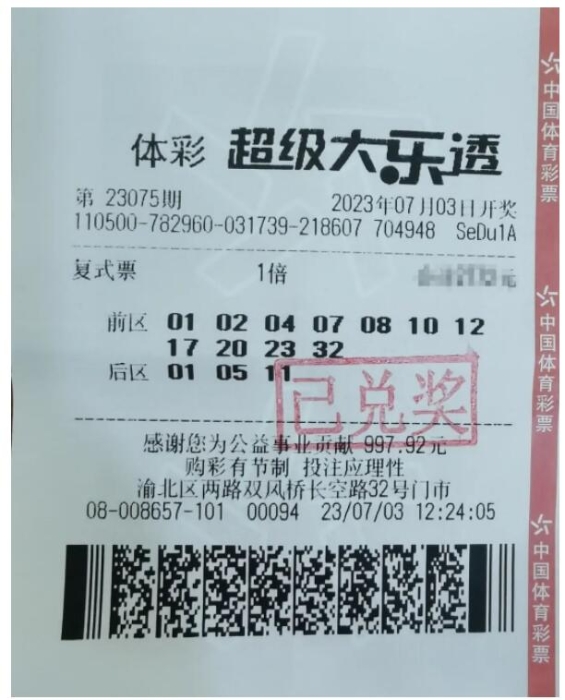 体彩 超级大乐透
第 23075期 2023年07月03日开奖
110500-782960-031739-218607 704948 SeDu1A
复式票 1倍 元
前区 01 02 04 07 08 10 12
17 20 23 32
后区 01 05 11
已兑奖
感谢您为公益事业贡献 997.92元
购彩有节制 投注应理性
渝北区两路双凤桥长空路32号门市
08-008657-101 00094 23/07/03 12:24:05
中国体育彩票
中国体育彩票
中国体育彩票